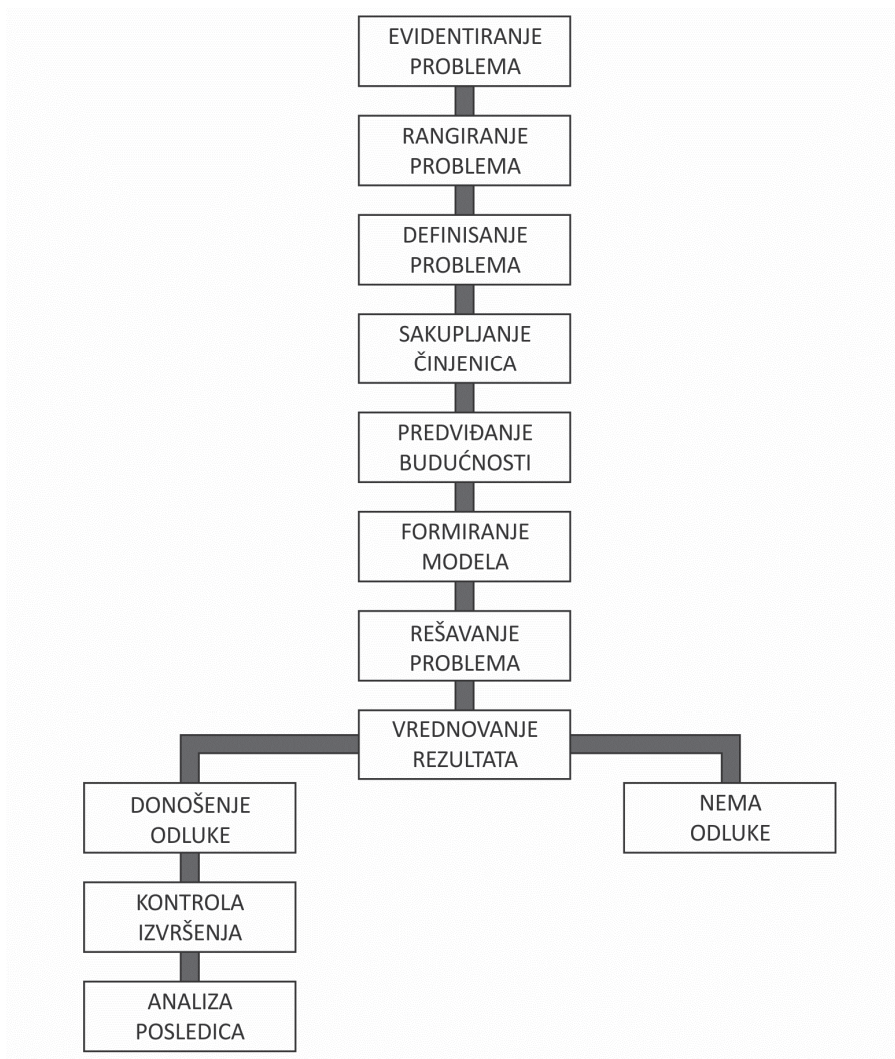 EVIDENTIRANJE
PROBLEMA
RANGIRANJE
PROBLEMA
DEFINISANJE
PROBLEMA
SAKUPLJANJE
ČINJENICA
PREDVIĐANJE
BUDUĆNOSTI
FORMIRANJE
MODELA
REŠAVANJE
PROBLEMA
VREDNOVANJE
REZULTATA
DONOŠENJE
ODLUKE
KONTROLA
IZVRŠENJA
ANALIZA
POSLEDICA
NEMA
ODLUKE